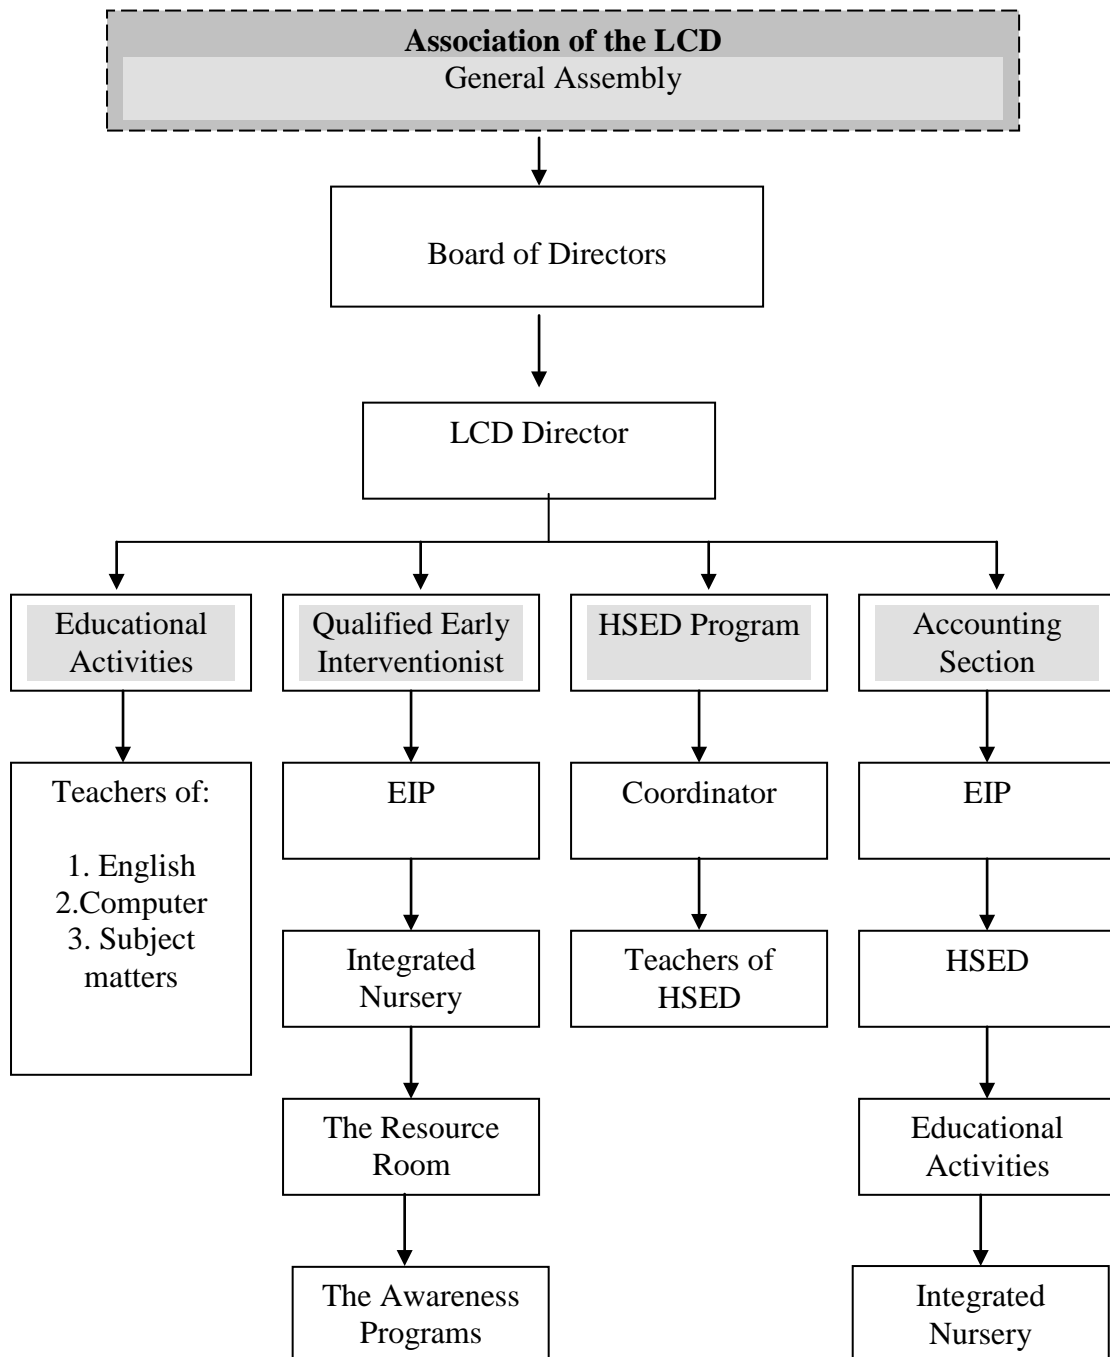 Association of the LCD
General Assembly
Board of Directors
LCD Director
Educational
Activities
Qualified Early
Interventionist
HSED Program
Accounting
Section
Teachers of:
1. English
2.Computer
3. Subject
matters
EIP
Coordinator
EIP
Integrated
Nursery
Teachers of
HSED
HSED
The Resource
Room
Educational
Activities
The Awareness
Programs
Integrated
Nursery